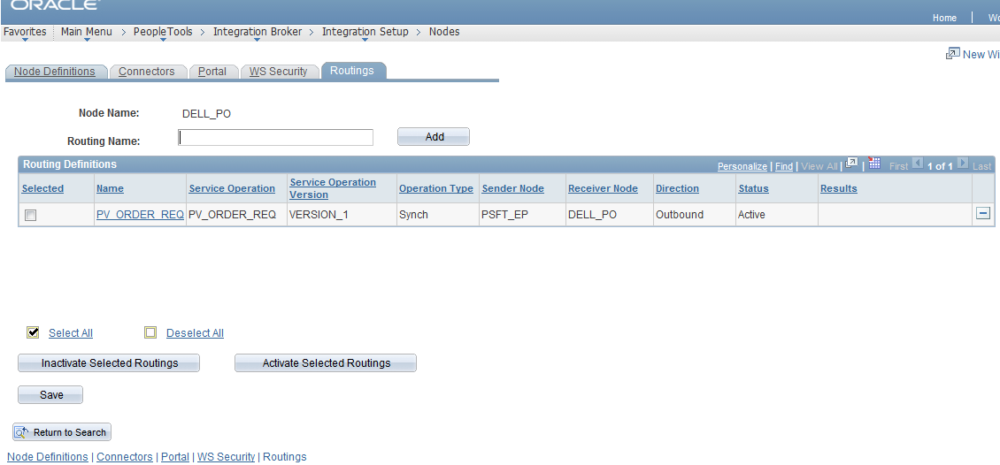 ORACLE
Home | Wo
Favorites Main Menu > PeopleTools > Integration Broker > Integration Setup > Nodes
New Wi
Node Definitions Connectors Portal WS Security Routings
Node Name: DELL_PO
Routing Name: Add
Routing Definitions Personalize | Find | View All | | First 1 of 1 Last
Selected Name Service Operation Service Operation Version Operation Type Sender Node Receiver Node Direction Status Results
PV_ORDER_REQ PV_ORDER_REQ VERSION_1 Synch PSFT_EP DELL_PO Outbound Active
Select All Deselect All
Inactivate Selected Routings Activate Selected Routings
Save
Return to Search
Node Definitions | Connectors | Portal | WS Security | Routings